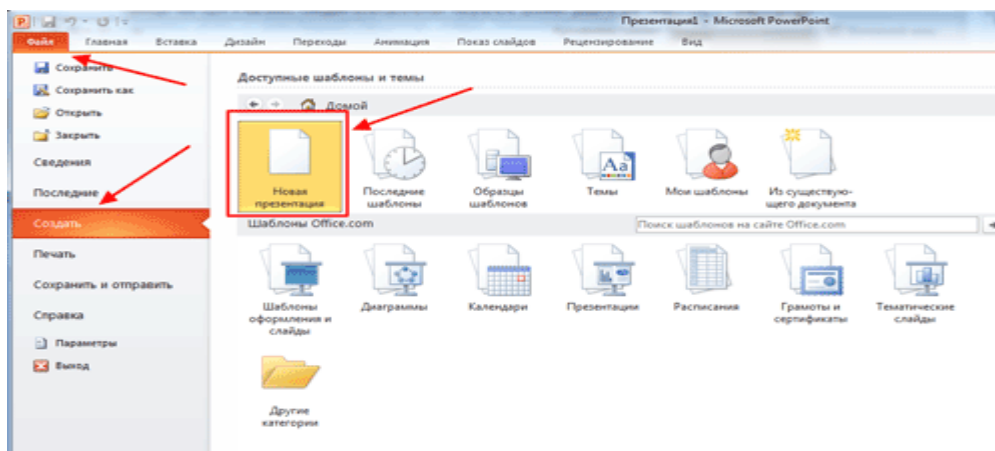 Презентация1 - Microsoft PowerPoint
Файл Главная Вставка Дизайн Переходы Анимация Показ слайдов Рецензирование Вид
Сохранить
Сохранить как
Открыть
Закрыть
Сведения
Последние
Создать
Печать
Сохранить и отправить
Справка
Параметры
Выход
Доступные шаблоны и темы
Домой
Новая
презентация
Последние
шаблоны
Образцы
шаблонов
Темы
Мои шаблоны
Из существую-
щего документа
Шаблоны Office.com
Поиск шаблонов на сайте Office.com
Шаблоны
оформления и
слайды
Диаграммы
Календари
Презентации
Расписания
Грамоты и
сертификаты
Тематические
слайды
Другие
категории